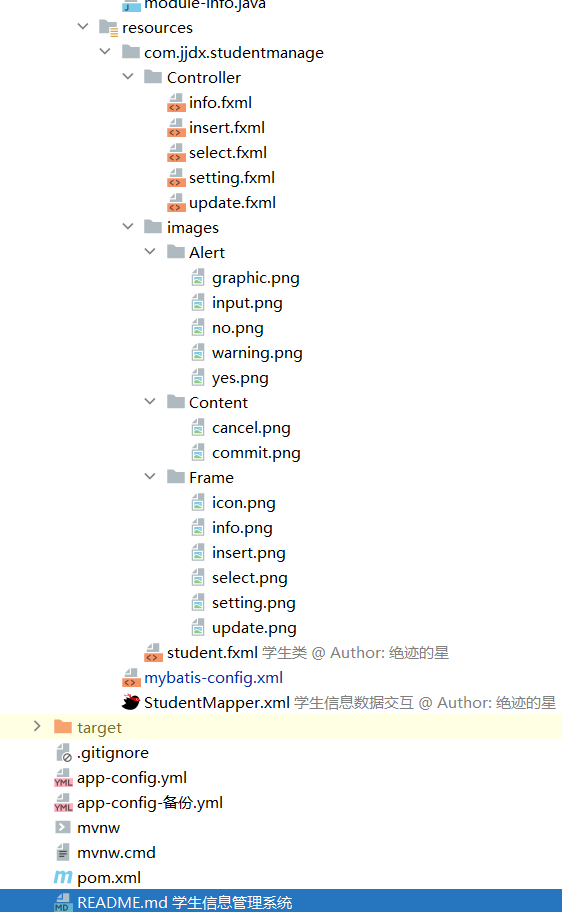 module-info.java
resources
com.jjdx.studentmanage
Controller
info.fxml
insert.fxml
select.fxml
setting.fxml
update.fxml
images
Alert
graphic.png
input.png
no.png
warning.png
yes.png
Content
cancel.png
commit.png
Frame
icon.png
info.png
insert.png
select.png
setting.png
update.png
student.fxml 学生类 @ Author: 绝迹的星
mybatis-config.xml
StudentMapper.xml 学生信息数据交互 @ Author: 绝迹的星
target
.gitignore
YML app-config.yml
YML app-config-备份.yml
mvnw
mvnw.cmd
m pom.xml
MD README.md 学生信息管理系统